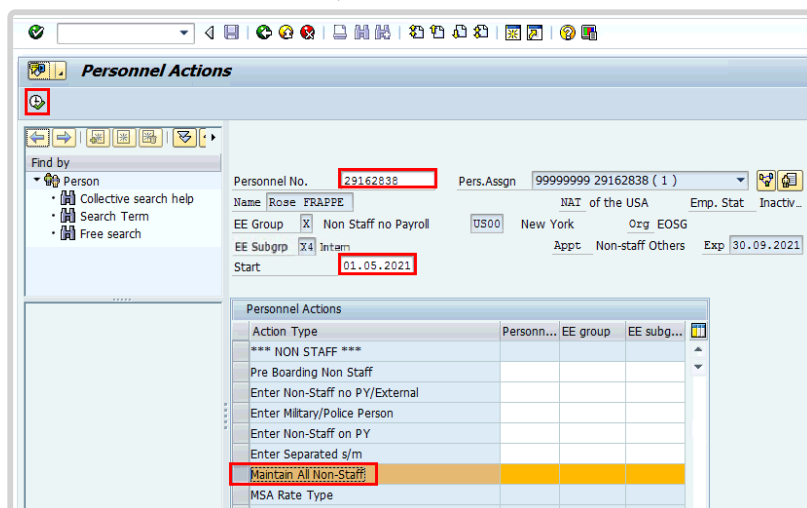 Personnel Actions
Find by
Person
Collective search help
Search Term
Free search
Personnel No. 29162838 Pers.Assgn 99999999 29162838 ( 1 )
Name Rose FRAPPE NAT of the USA Emp. Stat Inactiv…
EE Group X Non Staff no Payroll US00 New York Org EOSG
EE Subgrp X4 Intern Appt Non-staff Others Exp 30.09.2021
Start 01.05.2021
Personnel Actions
Action Type Personn... EE group EE subg...
*** NON STAFF ***
Pre Boarding Non Staff
Enter Non-Staff no PY/External
Enter Military/Police Person
Enter Non-Staff on PY
Enter Separated s/m
Maintain All Non-Staff
MSA Rate Type